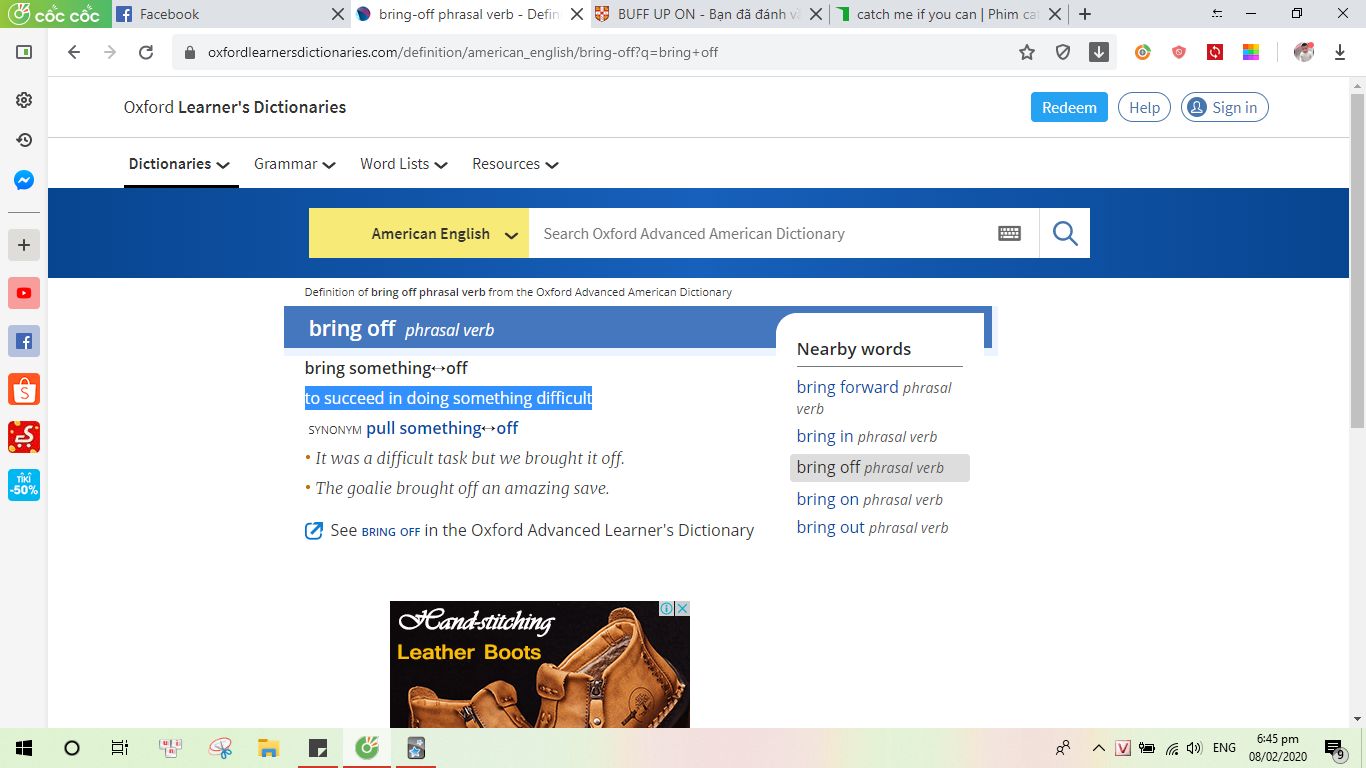 cốc cốc
Facebook
bring-off phrasal verb - Defin
BUFF UP ON - Bạn đã đánh v
catch me if you can | Phim cat
oxfordlearnersdictionaries.com/definition/american_english/bring-off?q=bring+off
Oxford Learner's Dictionaries
Redeem
Help
Sign in
Dictionaries
Grammar
Word Lists
Resources
American English
Search Oxford Advanced American Dictionary
Definition of bring off phrasal verb from the Oxford Advanced American Dictionary
bring off phrasal verb
bring something↔off
to succeed in doing something difficult
SYNONYM pull something↔off
• It was a difficult task but we brought it off.
• The goalie brought off an amazing save.
See BRING OFF in the Oxford Advanced Learner's Dictionary
Nearby words
bring forward phrasal
verb
bring in phrasal verb
bring off phrasal verb
bring on phrasal verb
bring out phrasal verb
TIKI
-50%
Hand-stitching
Leather Boots
ENG
6:45 pm
08/02/2020
9